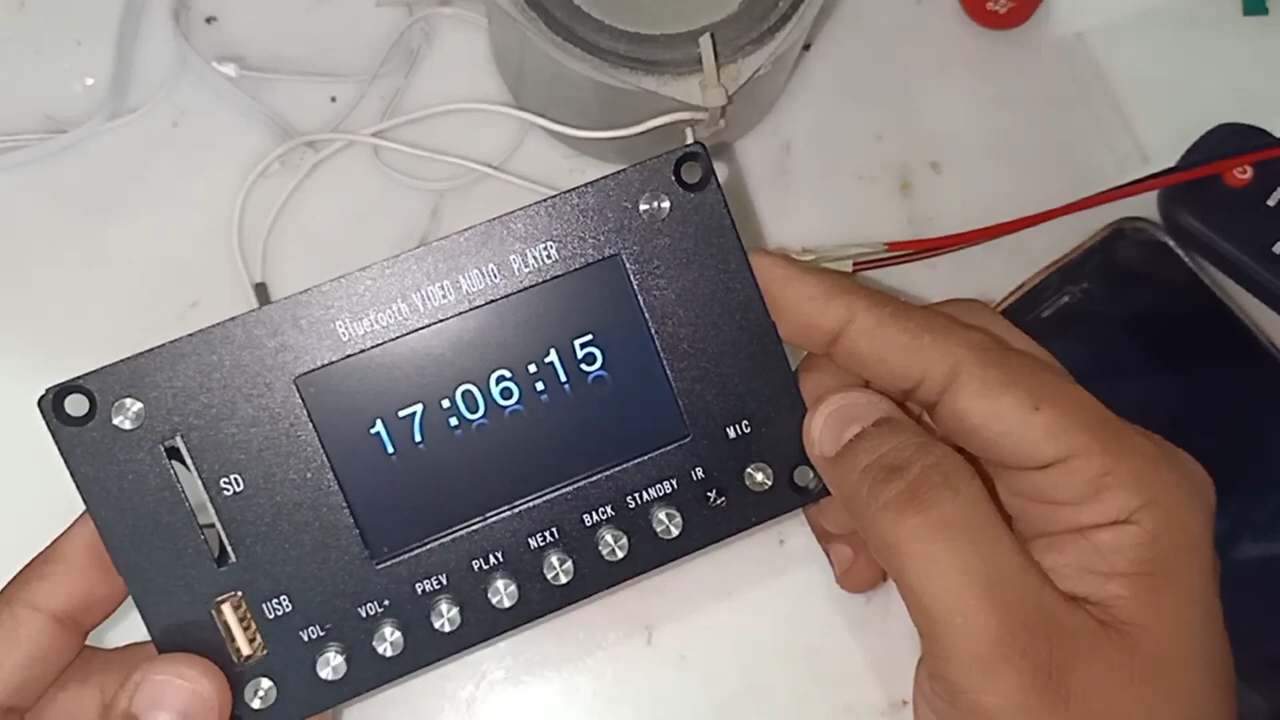 Bluetooth VIDEO AUDIO PLAYER
17:06:15
MIC
SD
IR
STANDBY
BACK
NEXT
PLAY
PREV
VOL+
VOL-
USB